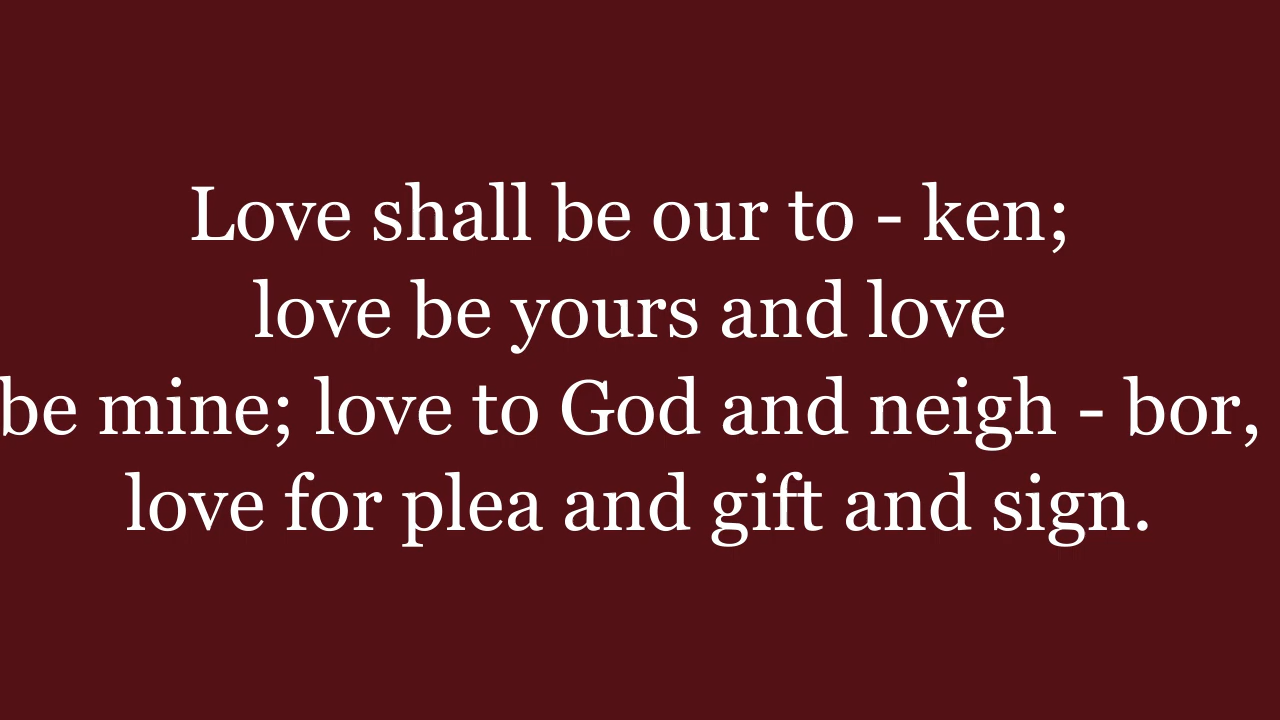 Love shall be our to - ken;
love be yours and love
be mine; love to God and neigh - bor,
love for plea and gift and sign.